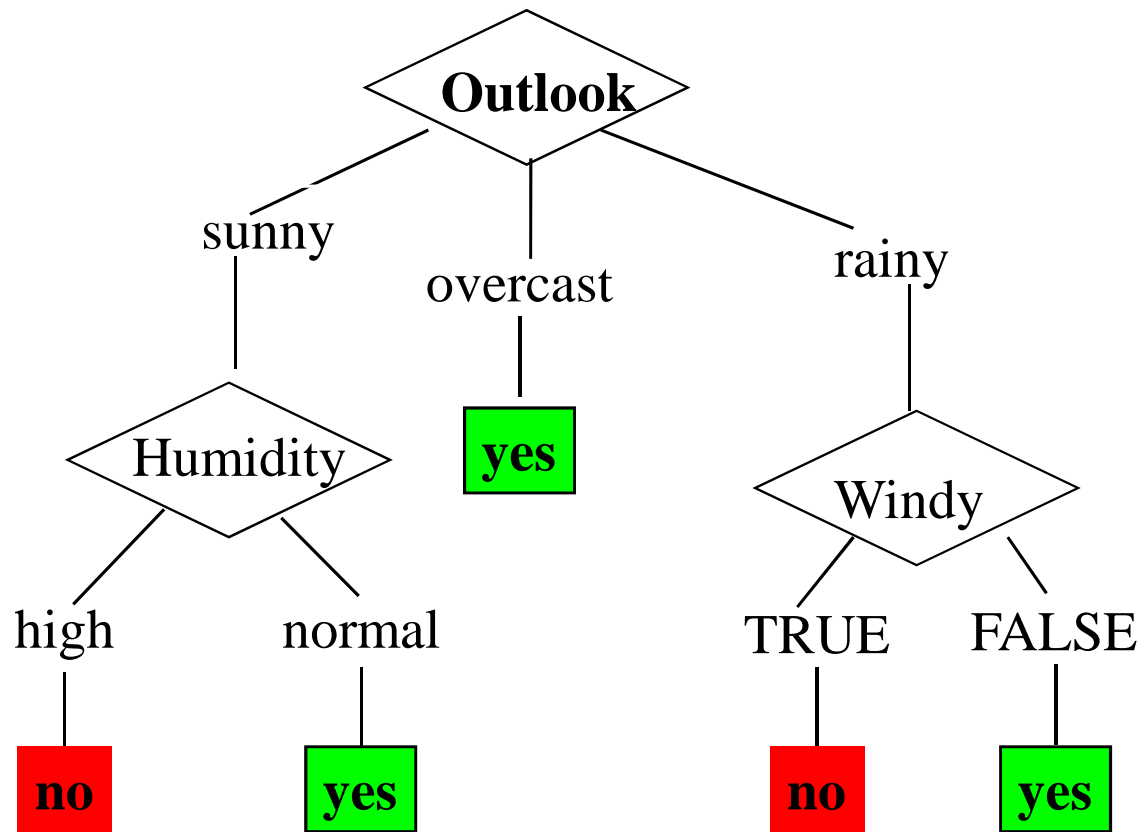 Outlook
sunny
overcast
rainy
Humidity
yes
Windy
high
normal
TRUE
FALSE
no
yes
no
yes